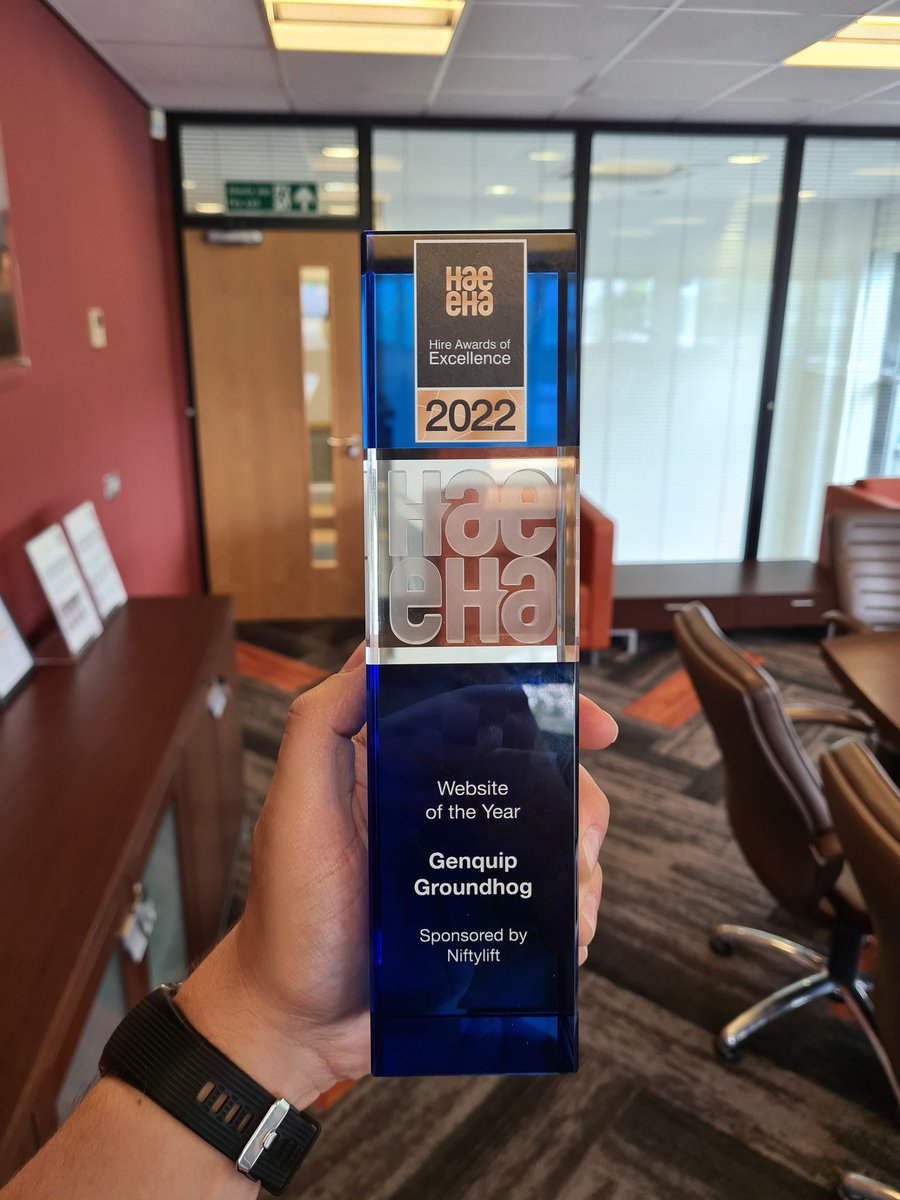 Hae
eHa
Hire Awards of
Excellence
2022
Hae
eHa
Website
of the Year
Genquip
Groundhog
Sponsored by
Niftylift